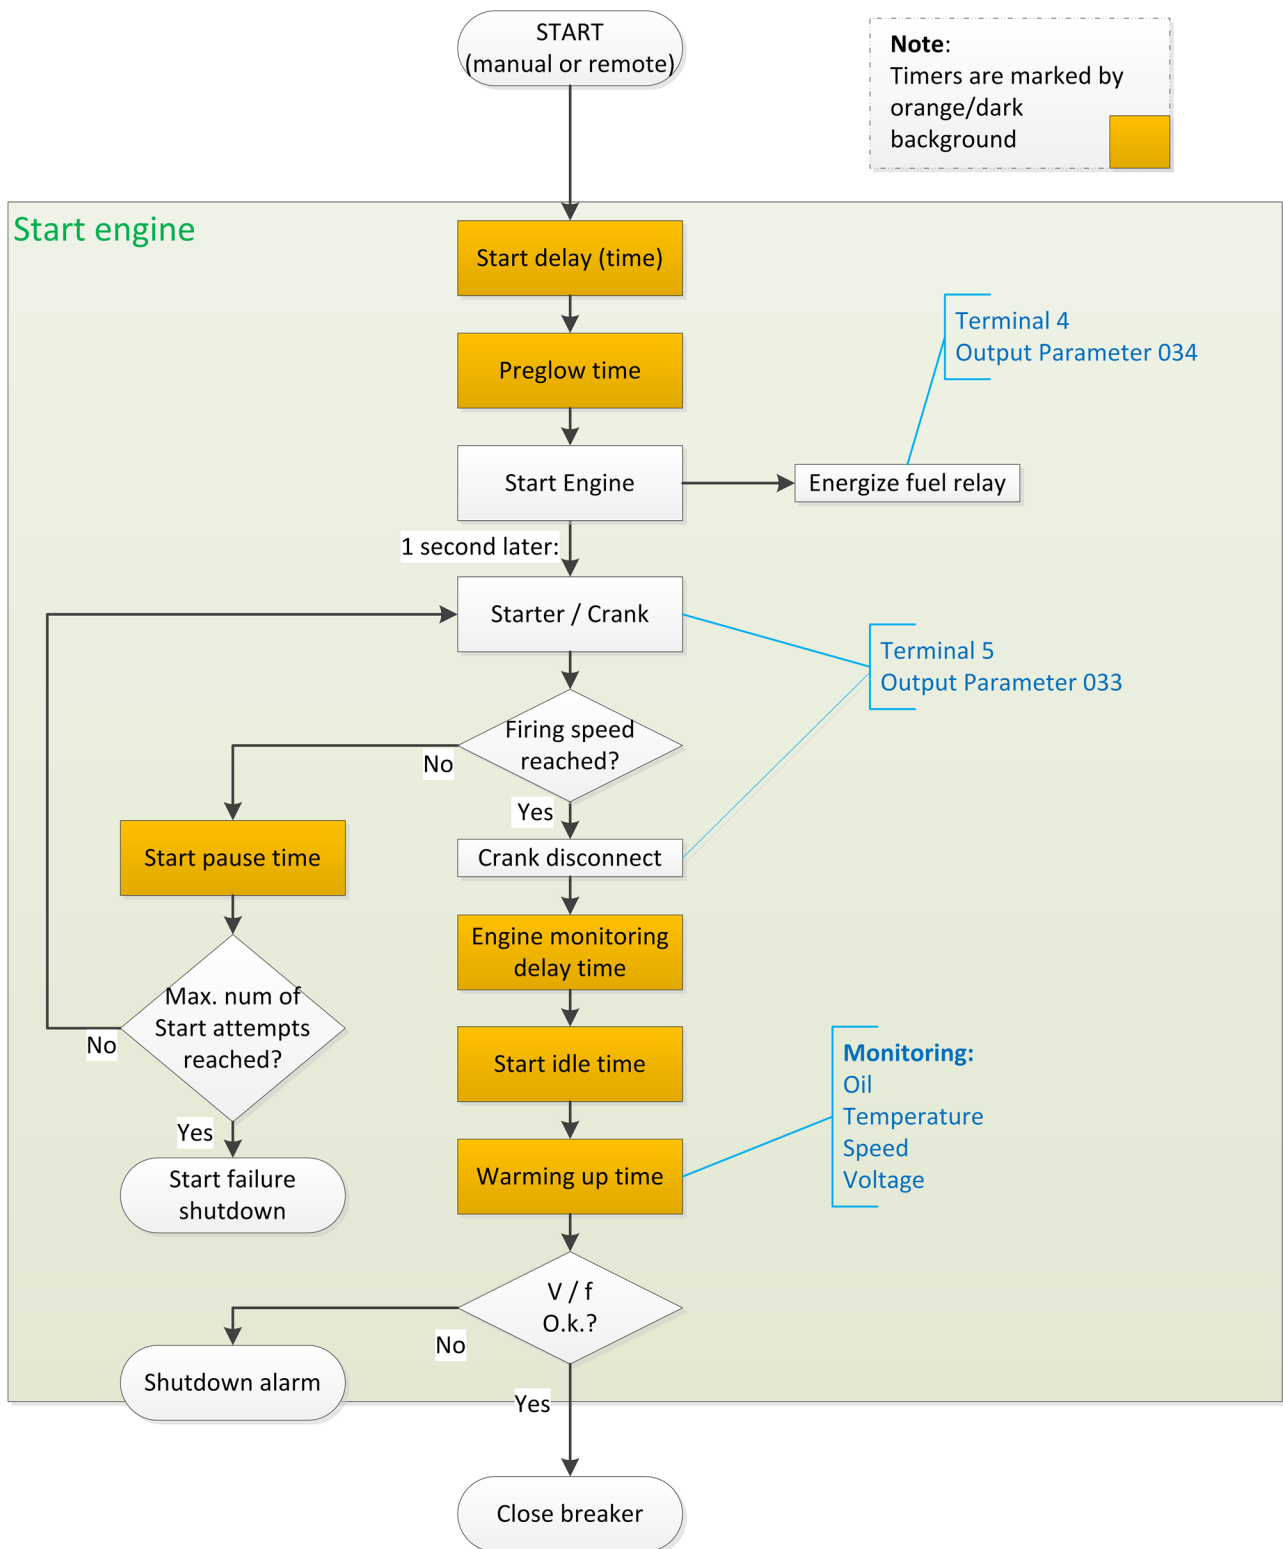 START
(manual or remote)
Note:
Timers are marked by
orange/dark
background
Start engine
Start delay (time)
Preglow time
Terminal 4
Output Parameter 034
Start Engine
Energize fuel relay
1 second later:
Starter / Crank
Terminal 5
Output Parameter 033
Firing speed
reached?
No
Yes
Start pause time
Crank disconnect
Engine monitoring
delay time
Max. num of
Start attempts
reached?
No
Yes
Start idle time
Monitoring:
Oil
Temperature
Speed
Voltage
Start failure
shutdown
Warming up time
V / f
O.k.?
No
Shutdown alarm
Yes
Close breaker